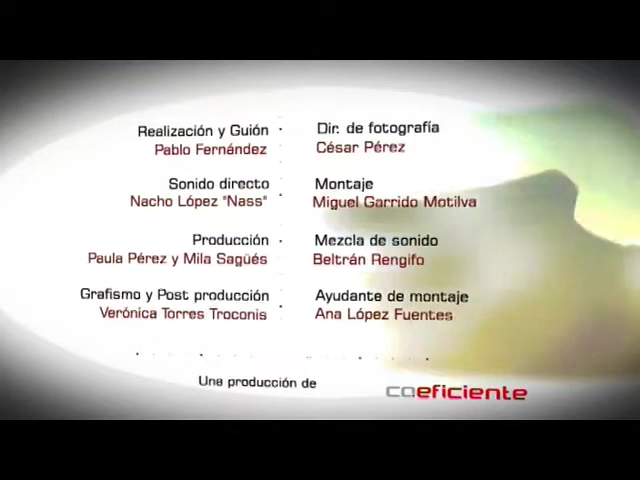 Realización y Guión
Pablo Fernández
Dir. de fotografía
César Pérez
Sonido directo
Nacho López "Nass"
Montaje
Miguel Garrido Motilva
Producción
Paula Pérez y Mila Sagüés
Mezcla de sonido
Beltrán Rengifo
Grafismo y Post producción
Verónica Torres Troconis
Ayudante de montaje
Ana López Fuentes
Una producción de
coeficiente